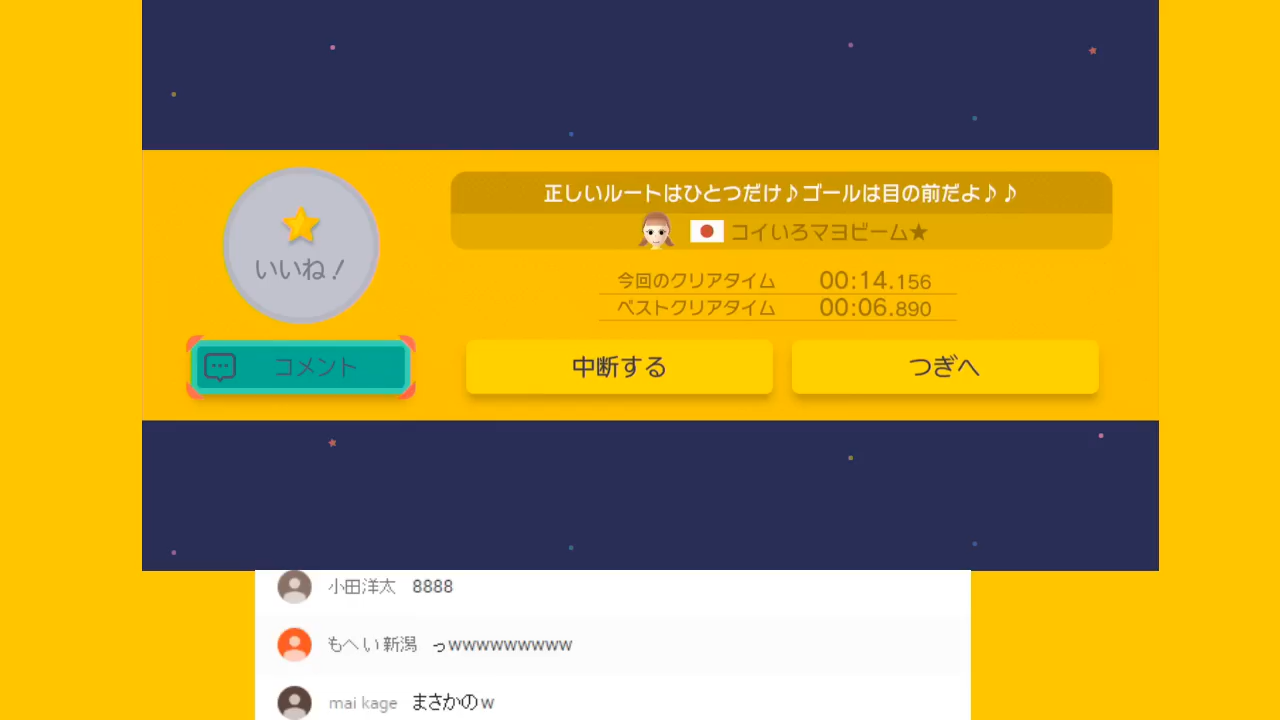 正しいルートはひとつだけ♪ゴールは目の前だよ♪♪
コイいろマヨビーム★
いいね!
今回のクリアタイム 00:14.156
ベストクリアタイム 00:06.890
コメント
中断する
つぎへ
小田洋太 8888
もへい新潟 っwwwwwwwww
mai kage まさかのw